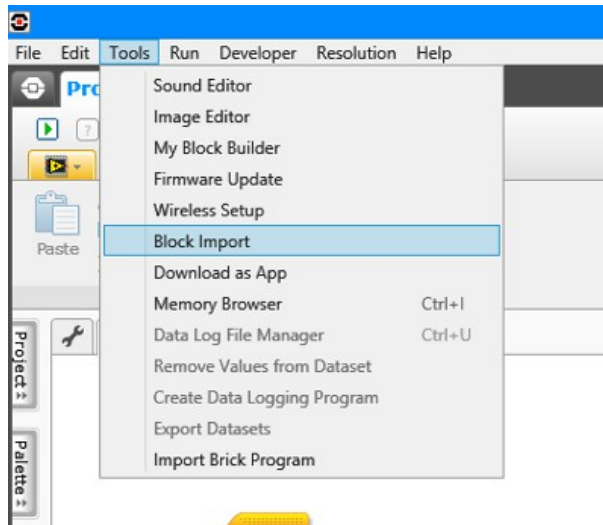 File Edit Tools Run Developer Resolution Help
Sound Editor
Image Editor
My Block Builder
Firmware Update
Wireless Setup
Block Import
Download as App
Memory Browser Ctrl+I
Data Log File Manager Ctrl+U
Remove Values from Dataset
Create Data Logging Program
Export Datasets
Import Brick Program
Pro
Paste
Project
Palette